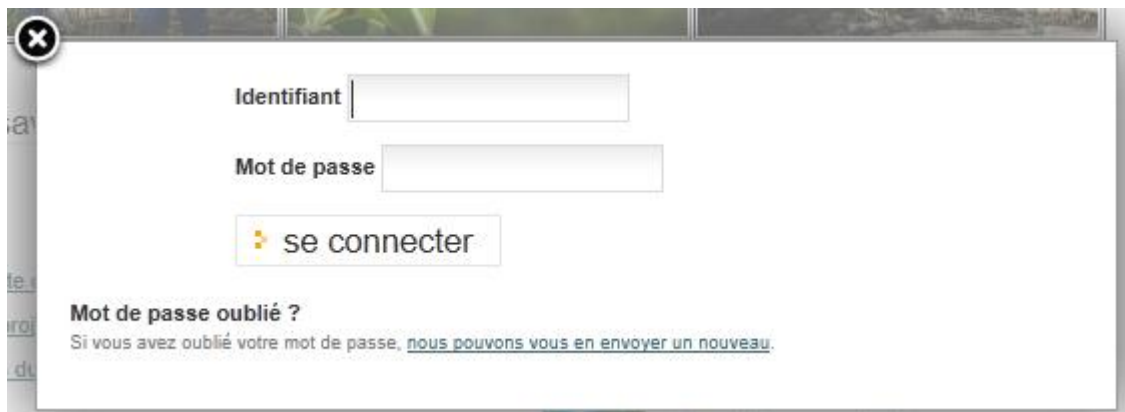 Identifiant
Mot de passe
se connecter
Mot de passe oublié ?
Si vous avez oublié votre mot de passe, nous pouvons vous en envoyer un nouveau.